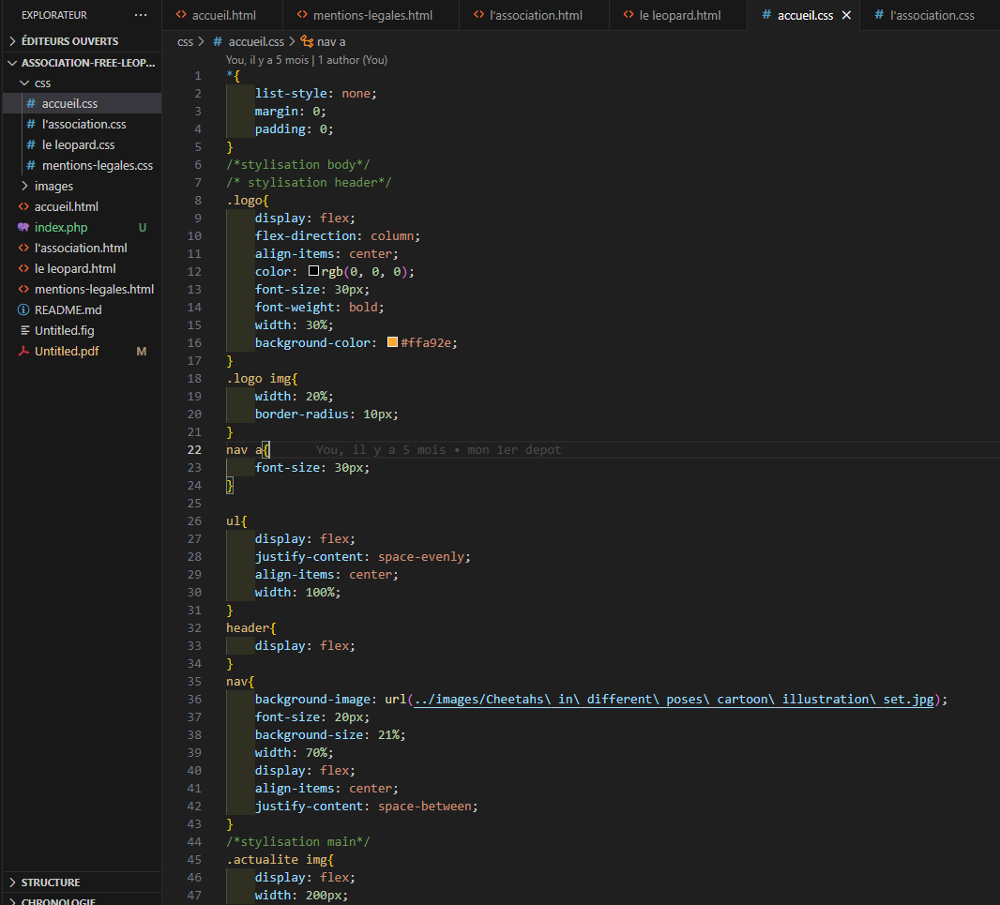 EXPLORATEUR ···
ÉDITEURS OUVERTS
ASSOCIATION-FREE-LEOP...
css
# accueil.css
# l'association.css
# le leopard.css
# mentions-legales.css
images
<> accueil.html
index.php U
<> l'association.html
<> le leopard.html
<> mentions-legales.html
README.md
Untitled.fig
Untitled.pdf M
STRUCTURE
CHRONOLOGIE
<> accueil.html <> mentions-legales.html <> l'association.html <> le leopard.html # accueil.css # l'association.css
css > # accueil.css > nav a
You, il y a 5 mois | 1 author (You)
1 *{
2 list-style: none;
3 margin: 0;
4 padding: 0;
5 }
6 /*stylisation body*/
7 /* stylisation header*/
8 .logo{
9 display: flex;
10 flex-direction: column;
11 align-items: center;
12 color: rgb(0, 0, 0);
13 font-size: 30px;
14 font-weight: bold;
15 width: 30%;
16 background-color: #ffa92e;
17 }
18 .logo img{
19 width: 20%;
20 border-radius: 10px;
21 }
22 nav a{ You, il y a 5 mois • mon 1er depot
23 font-size: 30px;
24 }
25
26 ul{
27 display: flex;
28 justify-content: space-evenly;
29 align-items: center;
30 width: 100%;
31 }
32 header{
33 display: flex;
34 }
35 nav{
36 background-image: url(../images/Cheetahs\ in\ different\ poses\ cartoon\ illustration\ set.jpg);
37 font-size: 20px;
38 background-size: 21%;
39 width: 70%;
40 display: flex;
41 align-items: center;
42 justify-content: space-between;
43 }
44 /*stylisation main*/
45 .actualite img{
46 display: flex;
47 width: 200px;